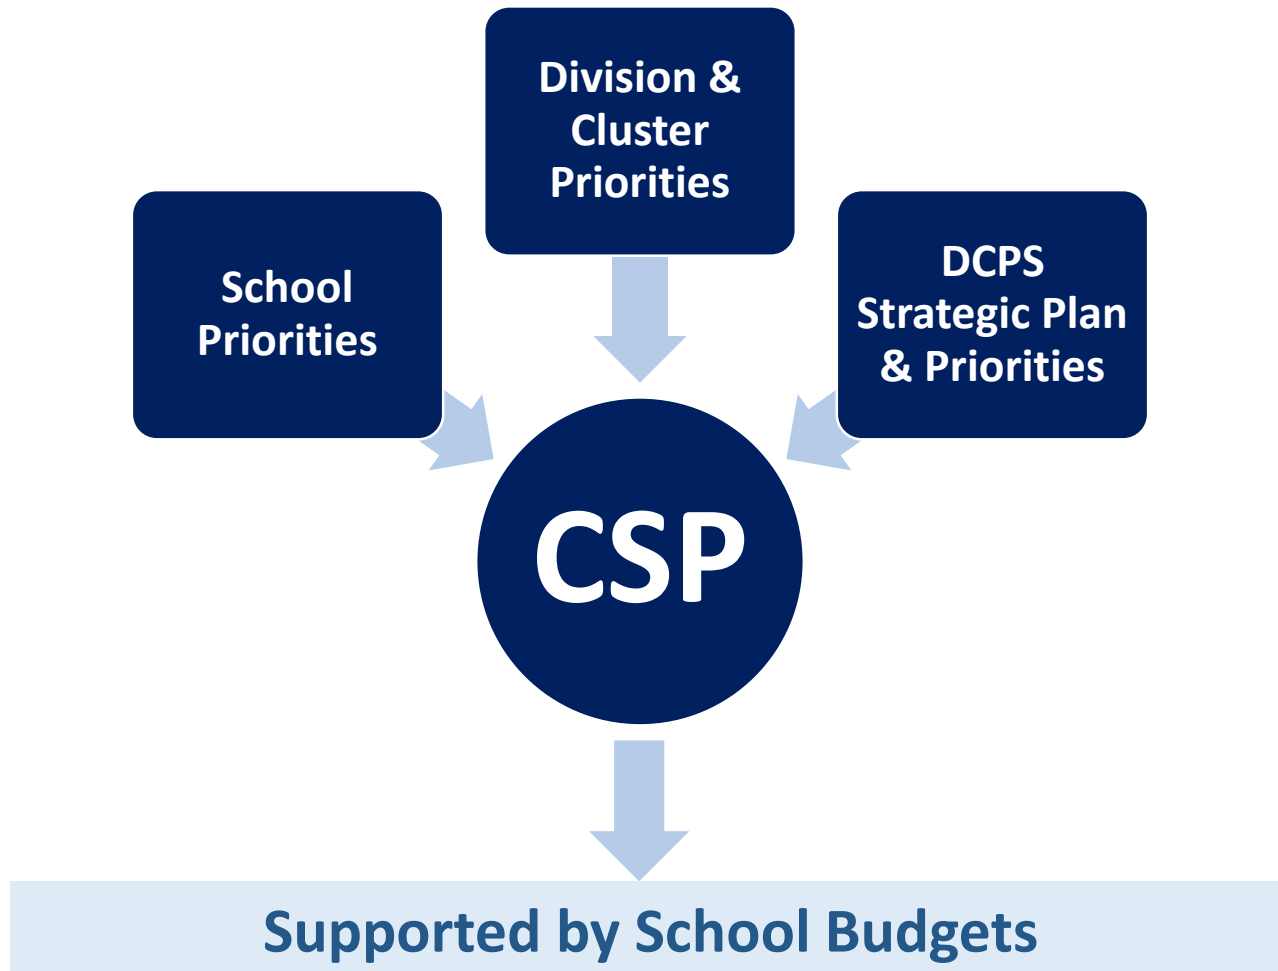 Division &
Cluster
Priorities
School
Priorities
DCPS
Strategic Plan
& Priorities
CSP
Supported by School Budgets